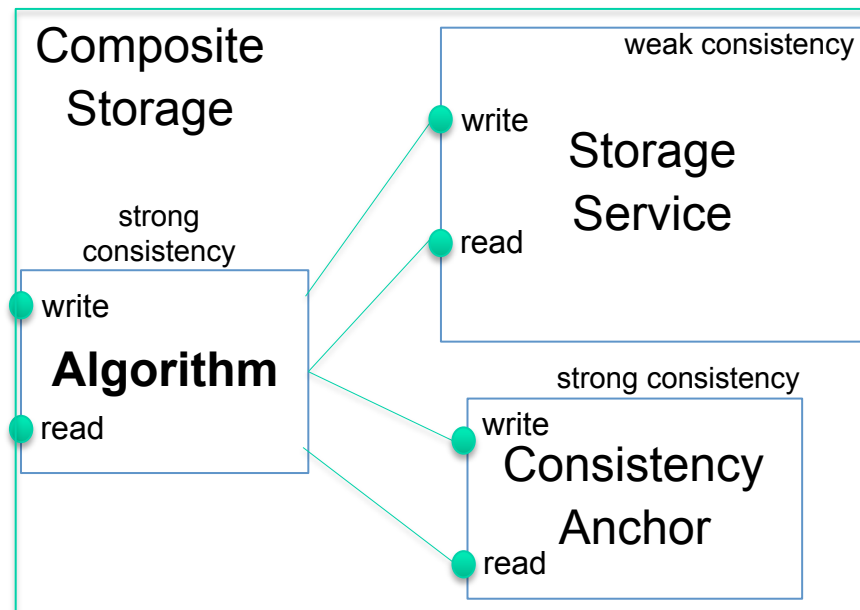 Composite
Storage
strong
consistency
write
Algorithm
read
weak consistency
write
Storage
Service
read
strong consistency
write
Consistency
Anchor
read